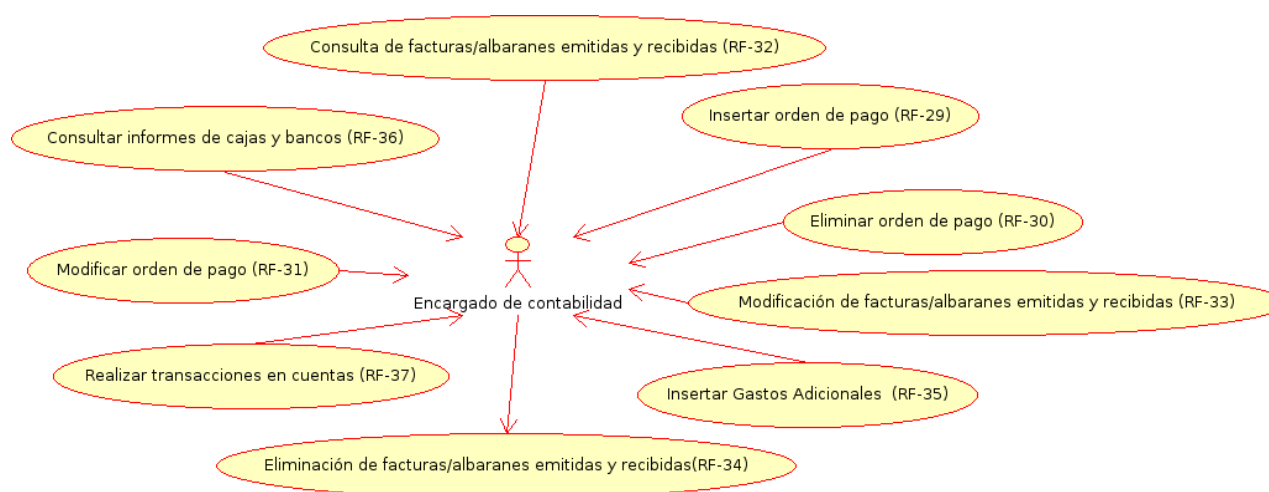 Consulta de facturas/albaranes emitidas y recibidas (RF-32)
Insertar orden de pago (RF-29)
Consultar informes de cajas y bancos (RF-36)
Eliminar orden de pago (RF-30)
Modificar orden de pago (RF-31)
Encargado de contabilidad
Modificación de facturas/albaranes emitidas y recibidas (RF-33)
Realizar transacciones en cuentas (RF-37)
Insertar Gastos Adicionales  (RF-35)
Eliminación de facturas/albaranes emitidas y recibidas(RF-34)